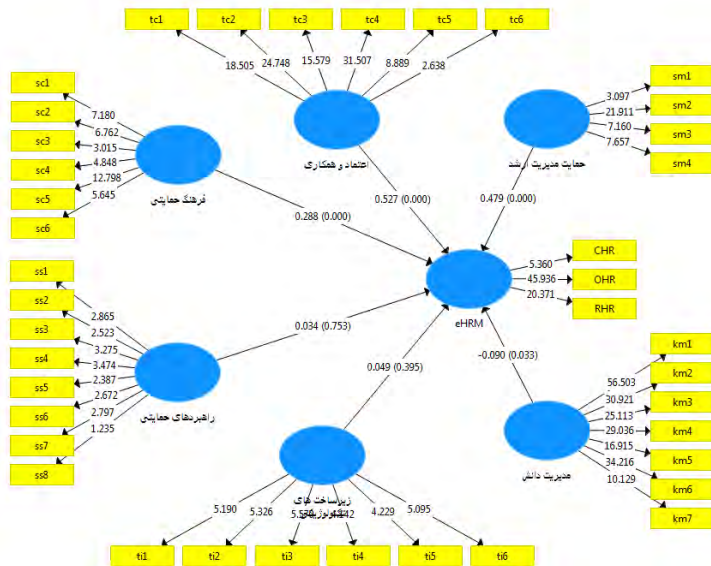 tc1
tc2
tc3
tc4
tc5
tc6
18.505
24.748
15.579
31.507
8.889
2.638
اعتماد و همکاری
sc1
sc2
sc3
sc4
sc5
sc6
7.180
6.762
3.015
4.848
12.798
5.645
فرهنگ حمایتی
sm1
sm2
sm3
sm4
3.097
21.911
7.160
7.657
حمایت مدیریت ارشد
0.288 (0.000)
0.527 (0.000)
0.479 (0.000)
CHR
OHR
RHR
5.360
45.936
20.371
eHRM
ss1
ss2
ss3
ss4
ss5
ss6
ss7
ss8
2.865
2.523
3.275
3.474
2.387
2.672
2.797
1.235
راهبردهای حمایتی
0.034 (0.753)
0.049 (0.395)
-0.090 (0.033)
km1
km2
km3
km4
km5
km6
km7
56.503
30.921
25.113
29.036
16.915
34.216
10.129
مدیریت دانش
زیرساخت های
5.190
5.326
4.229
5.095
ti1
ti2
ti3
ti4
ti5
ti6